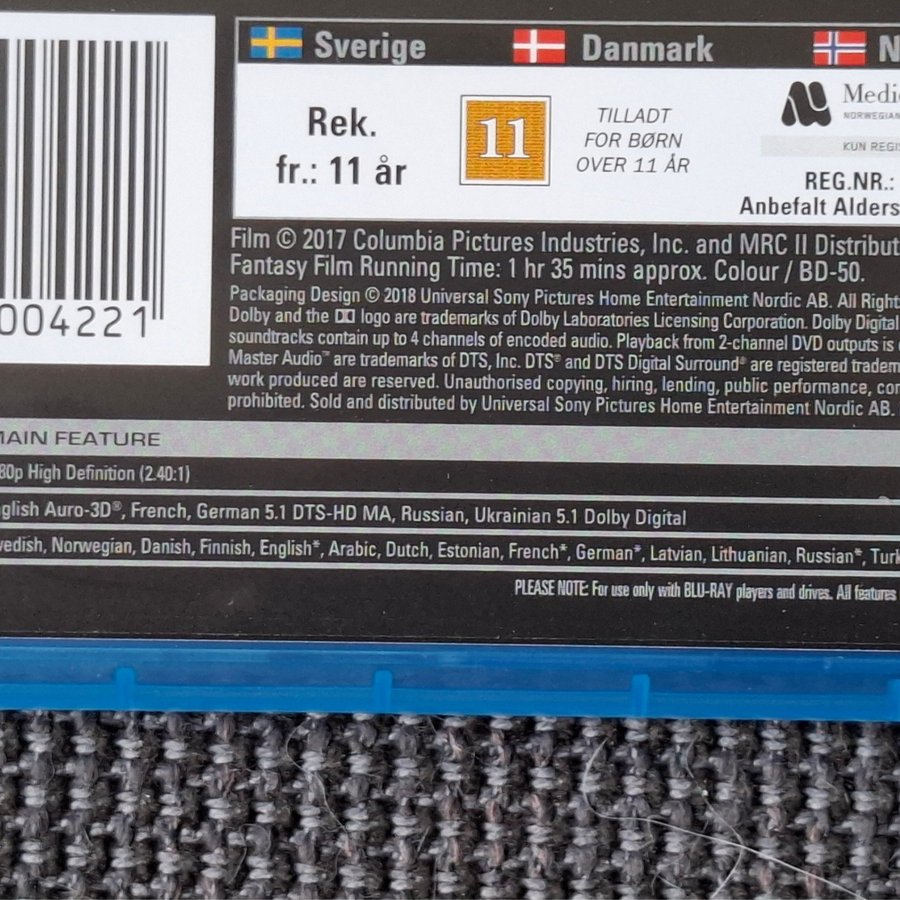 Sverige
Danmark
N
Rek.
fr.: 11 år
11
TILLADT
FOR BØRN
OVER 11 ÅR
Medie
NORWEGIAN
KUN REGIS
REG.NR.:
Anbefalt Alders
Film © 2017 Columbia Pictures Industries, Inc. and MRC II Distribut
Fantasy Film Running Time: 1 hr 35 mins approx. Colour / BD-50.
Packaging Design © 2018 Universal Sony Pictures Home Entertainment Nordic AB. All Right
Dolby and the logo are trademarks of Dolby Laboratories Licensing Corporation. Dolby Digital
soundtracks contain up to 4 channels of encoded audio. Playback from 2-channel DVD outputs is
Master Audio™ are trademarks of DTS, Inc. DTS® and DTS Digital Surround® are registered tradem
work produced are reserved. Unauthorised copying, hiring, lending, public performance, con
prohibited. Sold and distributed by Universal Sony Pictures Home Entertainment Nordic AB.
004221
MAIN FEATURE
80p High Definition (2.40:1)
glish Auro-3D®, French, German 5.1 DTS-HD MA, Russian, Ukrainian 5.1 Dolby Digital
vedish, Norwegian, Danish, Finnish, English*, Arabic, Dutch, Estonian, French*, German*, Latvian, Lithuanian, Russian*, Turk
PLEASE NOTE: For use only with BLU-RAY players and drives. All features